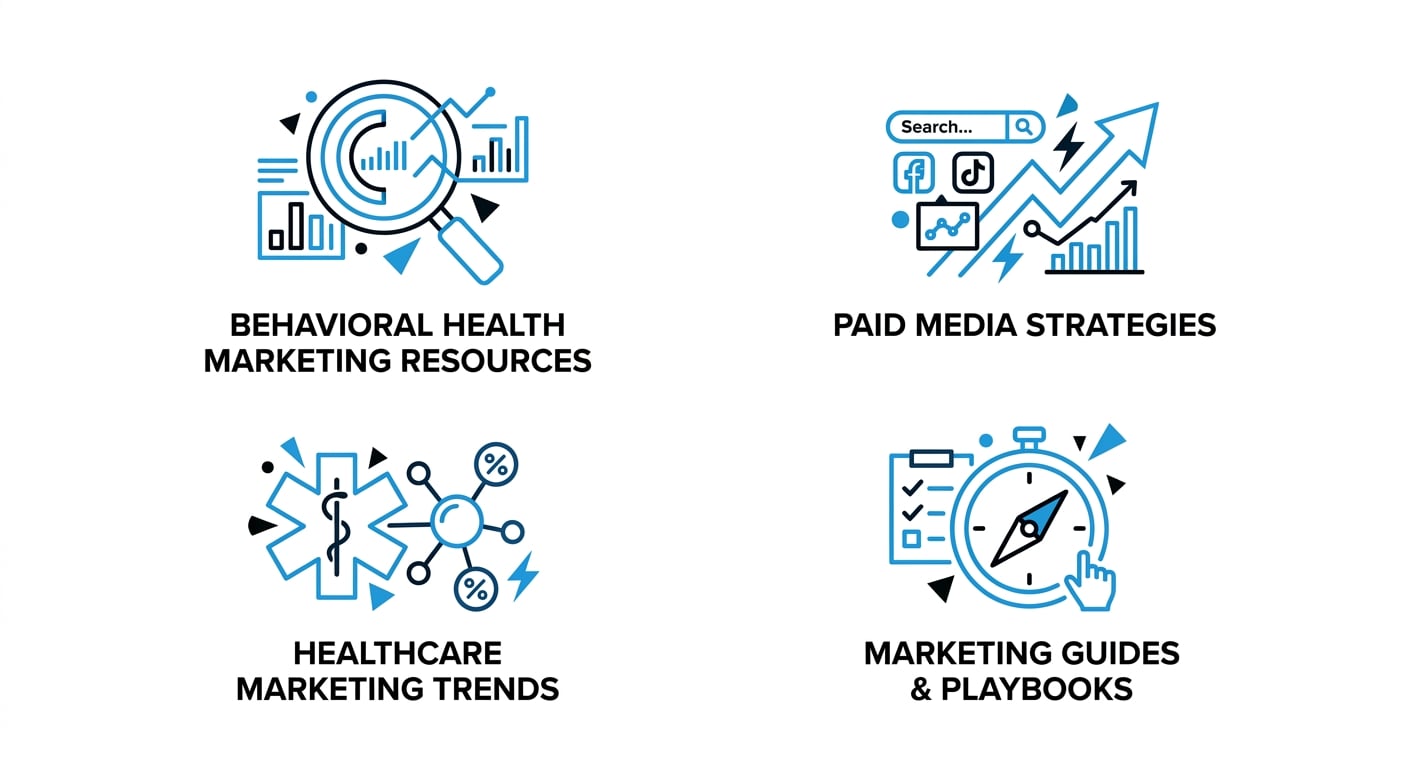 Search...
BEHAVIORAL HEALTH
MARKETING RESOURCES
PAID MEDIA STRATEGIES
%
%
HEALTHCARE
MARKETING TRENDS
MARKETING GUIDES
& PLAYBOOKS